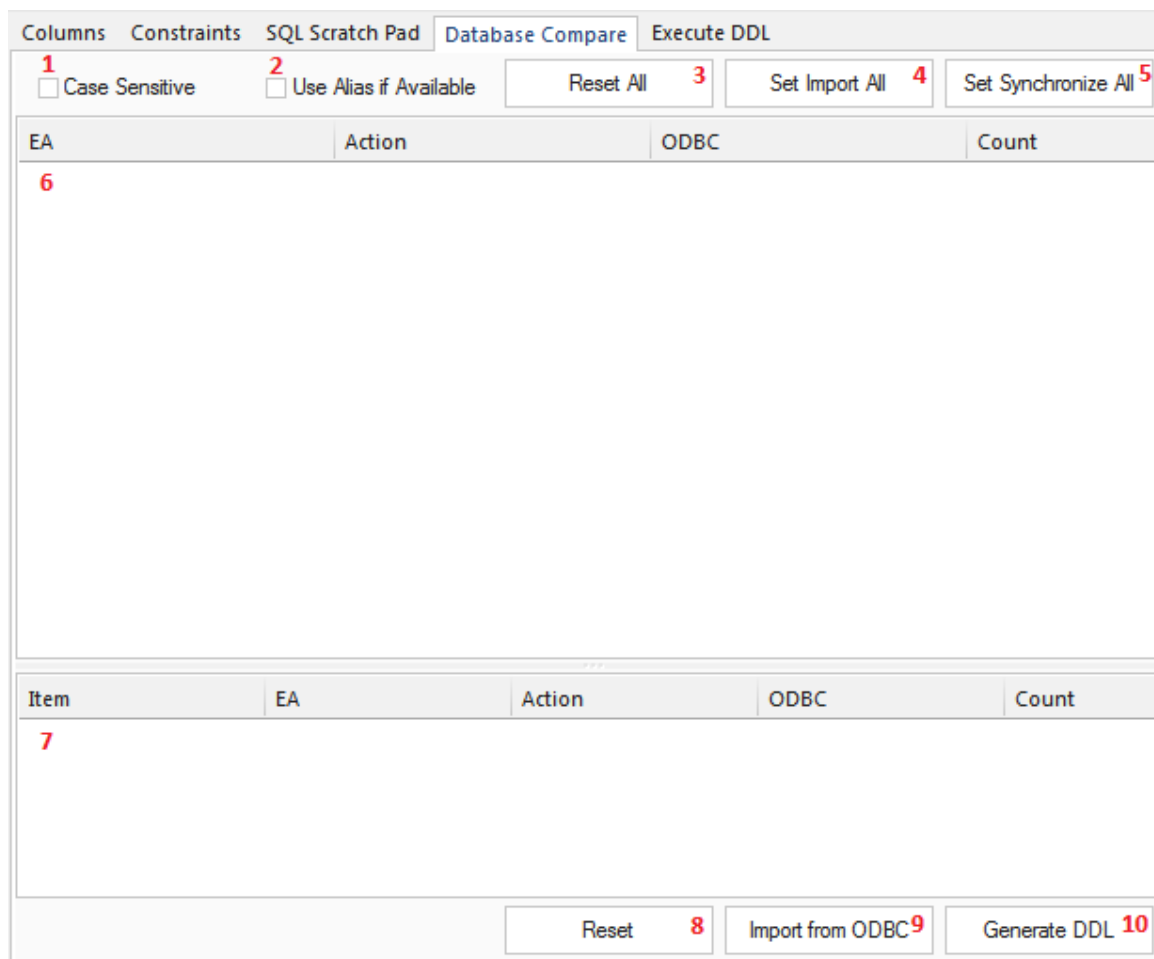 Columns Constraints SQL Scratch Pad Database Compare Execute DDL
1 Case Sensitive 2 Use Alias if Available Reset All 3 Set Import All 4 Set Synchronize All 5
EA Action ODBC Count
6
Item EA Action ODBC Count
7
Reset 8 Import from ODBC 9 Generate DDL 10